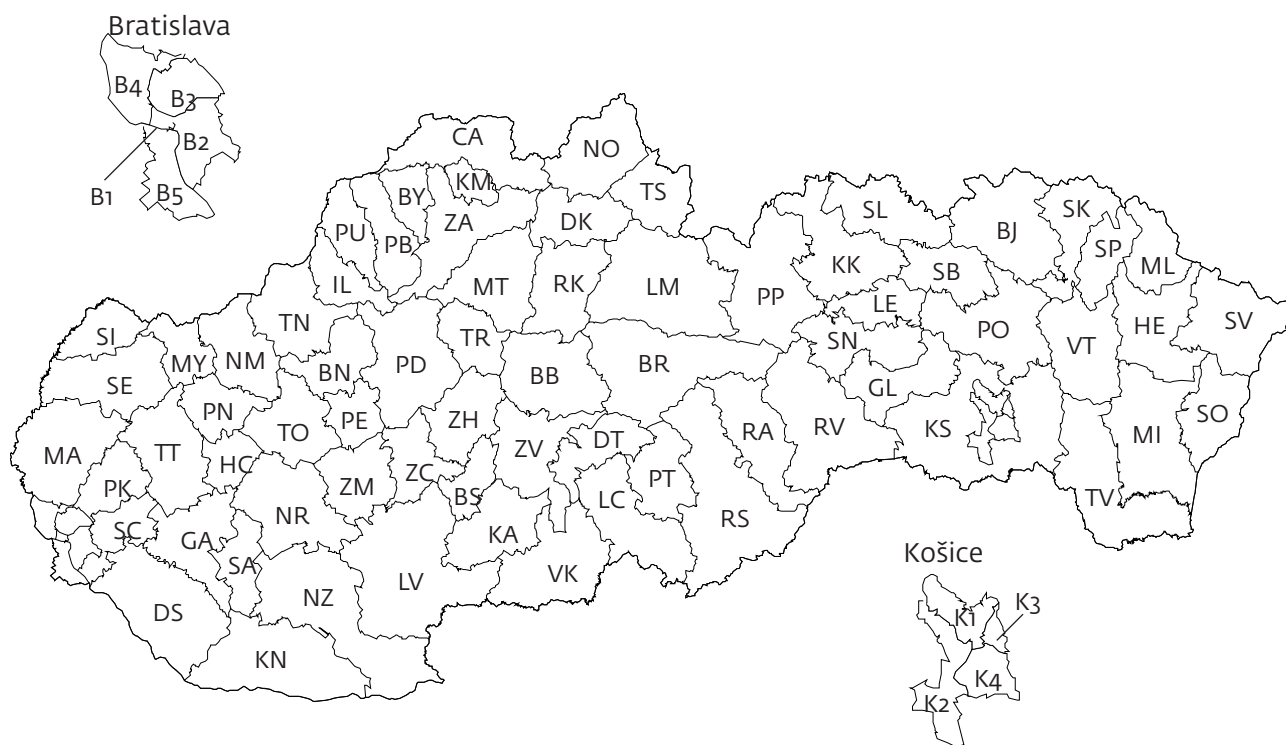 Bratislava
B4
B3
B2
B1
B5
CA
NO
KM
BY
TS
PU
PB
ZA
DK
SL
SK
BJ
SP
ML
IL
MT
RK
LM
PP
KK
SB
LE
HE
SV
SI
TN
TR
SN
PO
VT
MY
NM
BN
PD
BB
BR
SE
GL
PN
PE
ZH
TO
DT
RA
RV
KS
SO
MA
TT
HC
ZC
ZV
MI
PK
ZM
BS
PT
LC
TV
SC
GA
NR
KA
RS
SA
DS
NZ
LV
VK
KN
Košice
K1
K3
K4
K2